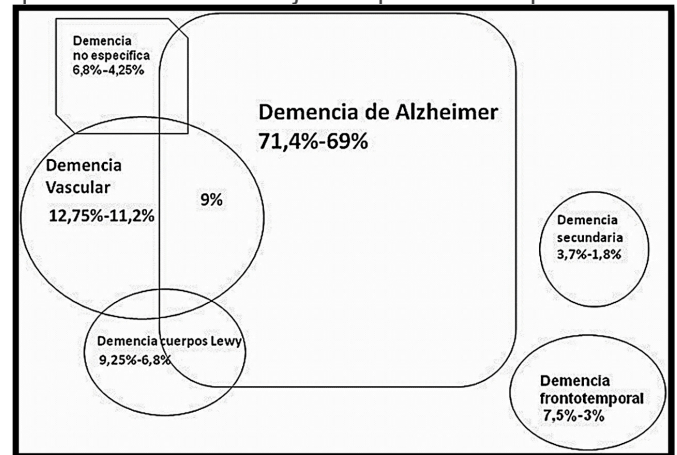 Demencia
no específica
6,8%-4,25%
Demencia de Alzheimer
71,4%-69%
Demencia
Vascular
12,75%-11,2%
9%
Demencia
secundaria
3,7%-1,8%
Demencia cuerpos Lewy
9,25%-6,8%
Demencia
frontotemporal
7,5%-3%